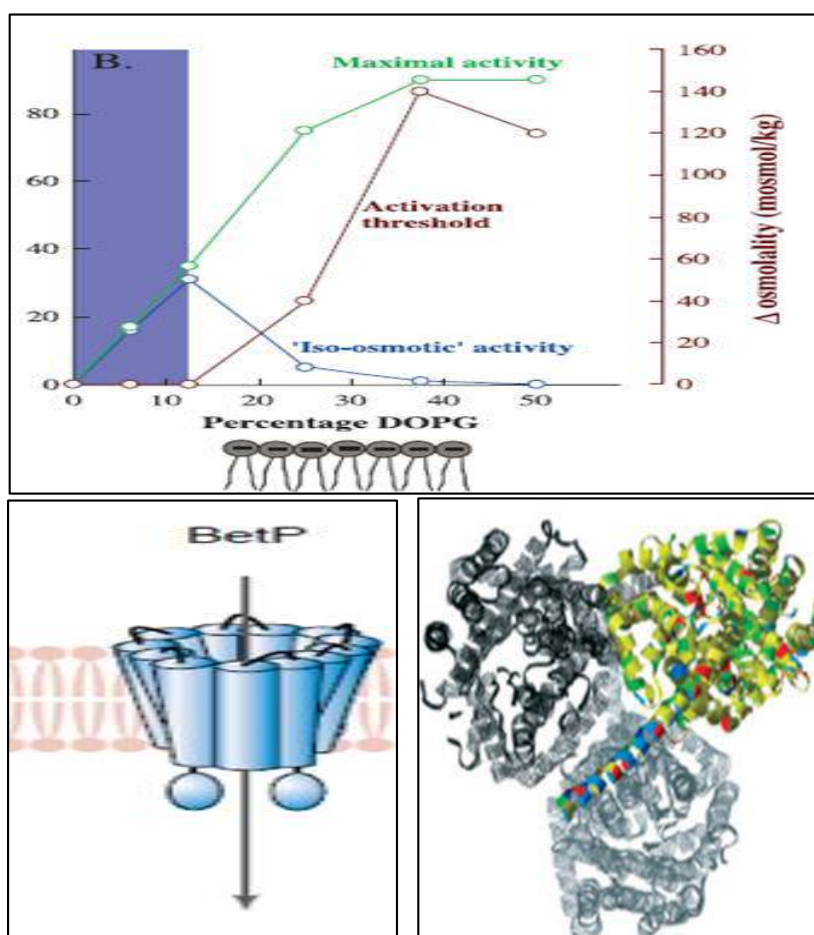 B.
Maximal activity
Activation
threshold
'Iso-osmotic' activity
80
60
40
20
0
160
140
120
100
80
60
40
20
0
Δ osmolality (mosmol/kg)
0 10 20 30 40 50
Percentage DOPG
BetP